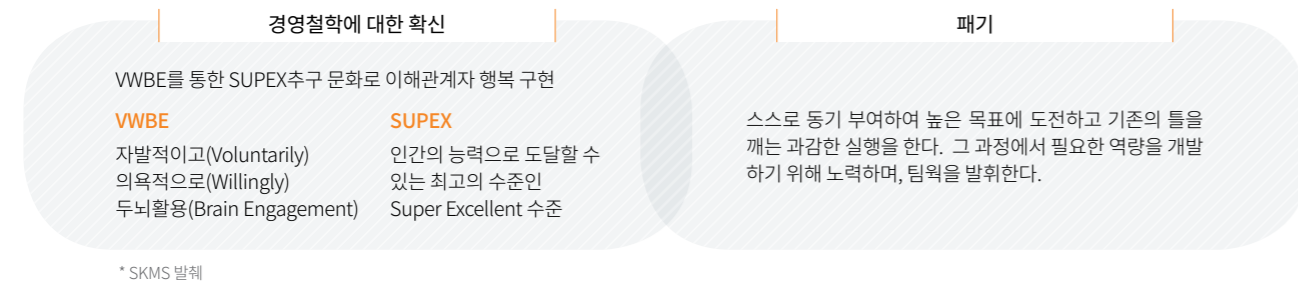 경영철학에 대한 확신
VWBE를 통한 SUPEX추구 문화로 이해관계자 행복 구현
VWBE
자발적이고(Voluntarily)
의욕적으로(Willingly)
두뇌활용(Brain Engagement)
SUPEX
인간의 능력으로 도달할 수
있는 최고의 수준인
Super Excellent 수준
패기
스스로 동기 부여하여 높은 목표에 도전하고 기존의 틀을
깨는 과감한 실행을 한다. 그 과정에서 필요한 역량을 개발
하기 위해 노력하며, 팀웍을 발휘한다.
* SKMS 발췌